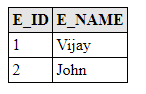 E_ID E_NAME
1 Vijay
2 John